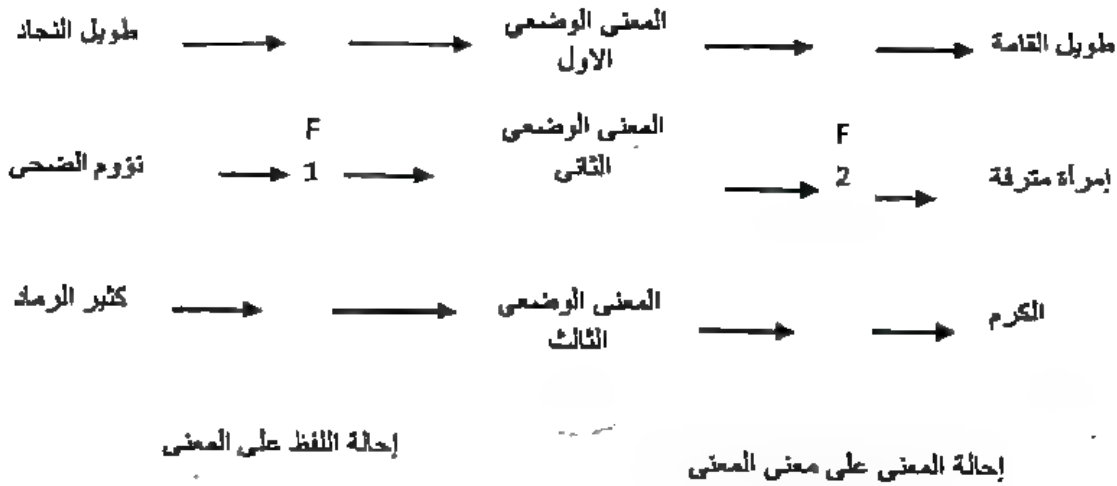 طويل النجاد
المعنى الوضعي
الاول
طويل القامة
نؤوم الضحى
F
1
المعنى الوضعي
الثاني
F
2
إمرأة مترفة
كثير الرماد
المعنى الوضعي
الثالث
الكرم
إحالة اللفظ على المعنى
إحالة المعنى على معنى المعنى